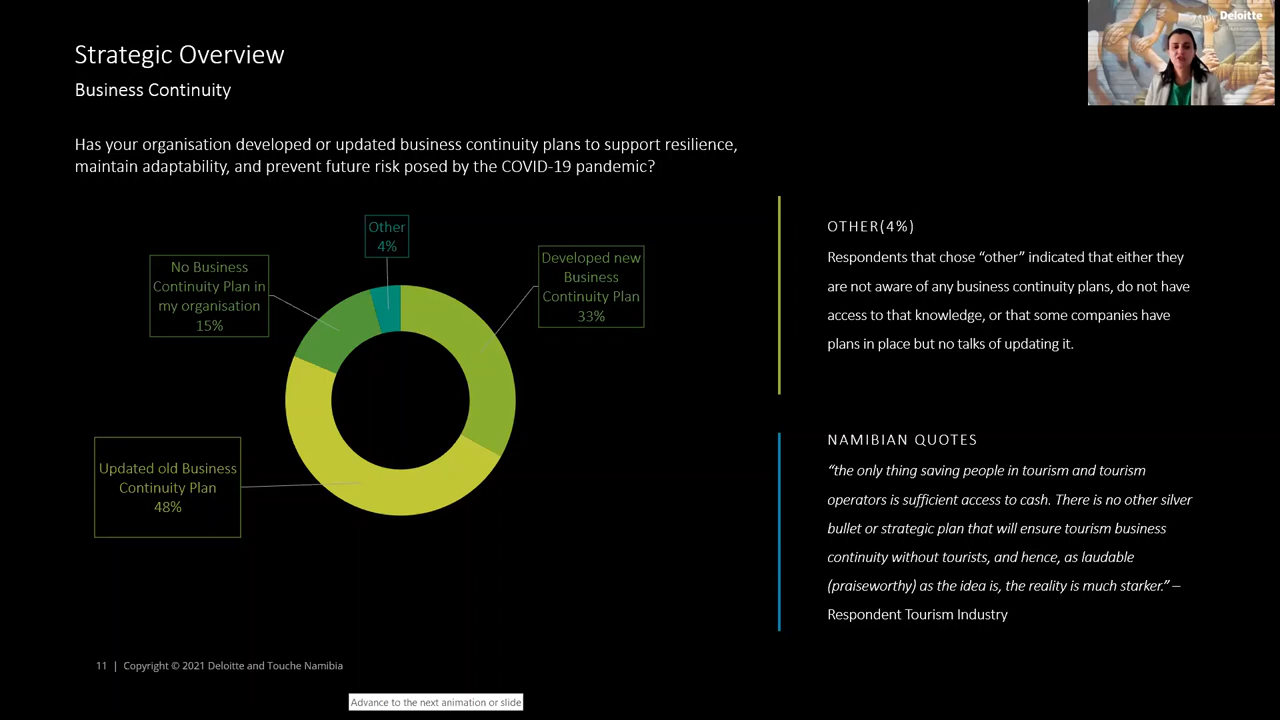 Deloitte
Strategic Overview
Business Continuity
Has your organisation developed or updated business continuity plans to support resilience,
maintain adaptability, and prevent future risk posed by the COVID-19 pandemic?
Other
4%
No Business
Continuity Plan in
my organisation
15%
Developed new
Business
Continuity Plan
33%
Updated old Business
Continuity Plan
48%
OTHER(4%)
Respondents that chose “other” indicated that either they
are not aware of any business continuity plans, do not have
access to that knowledge, or that some companies have
plans in place but no talks of updating it.
NAMIBIAN QUOTES
“the only thing saving people in tourism and tourism
operators is sufficient access to cash. There is no other silver
bullet or strategic plan that will ensure tourism business
continuity without tourists, and hence, as laudable
(praiseworthy) as the idea is, the reality is much starker.” –
Respondent Tourism Industry
11 | Copyright © 2021 Deloitte and Touche Namibia
Advance to the next animation or slide